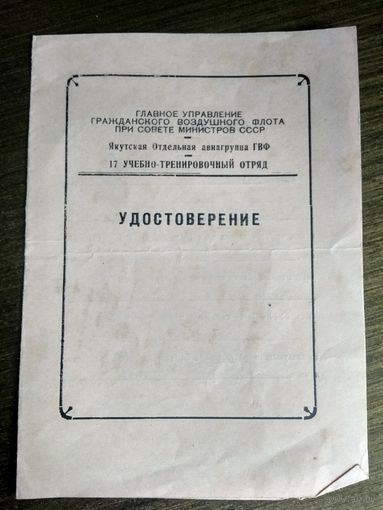 ГЛАВНОЕ УПРАВЛЕНИЕ
ГРАЖДАНСКОГО ВОЗДУШНОГО ФЛОТА
ПРИ СОВЕТЕ МИНИСТРОВ СССР
Якутская Отдельная авиагруппа ГВФ
17 УЧЕБНО-ТРЕНИРОВОЧНЫЙ ОТРЯД
УДОСТОВЕРЕНИЕ